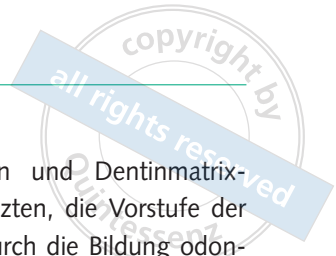 copyright by
all rights reserved
Quintessenz
n und Dentinmatrix-
zten, die Vorstufe der
urch die Bildung odon-